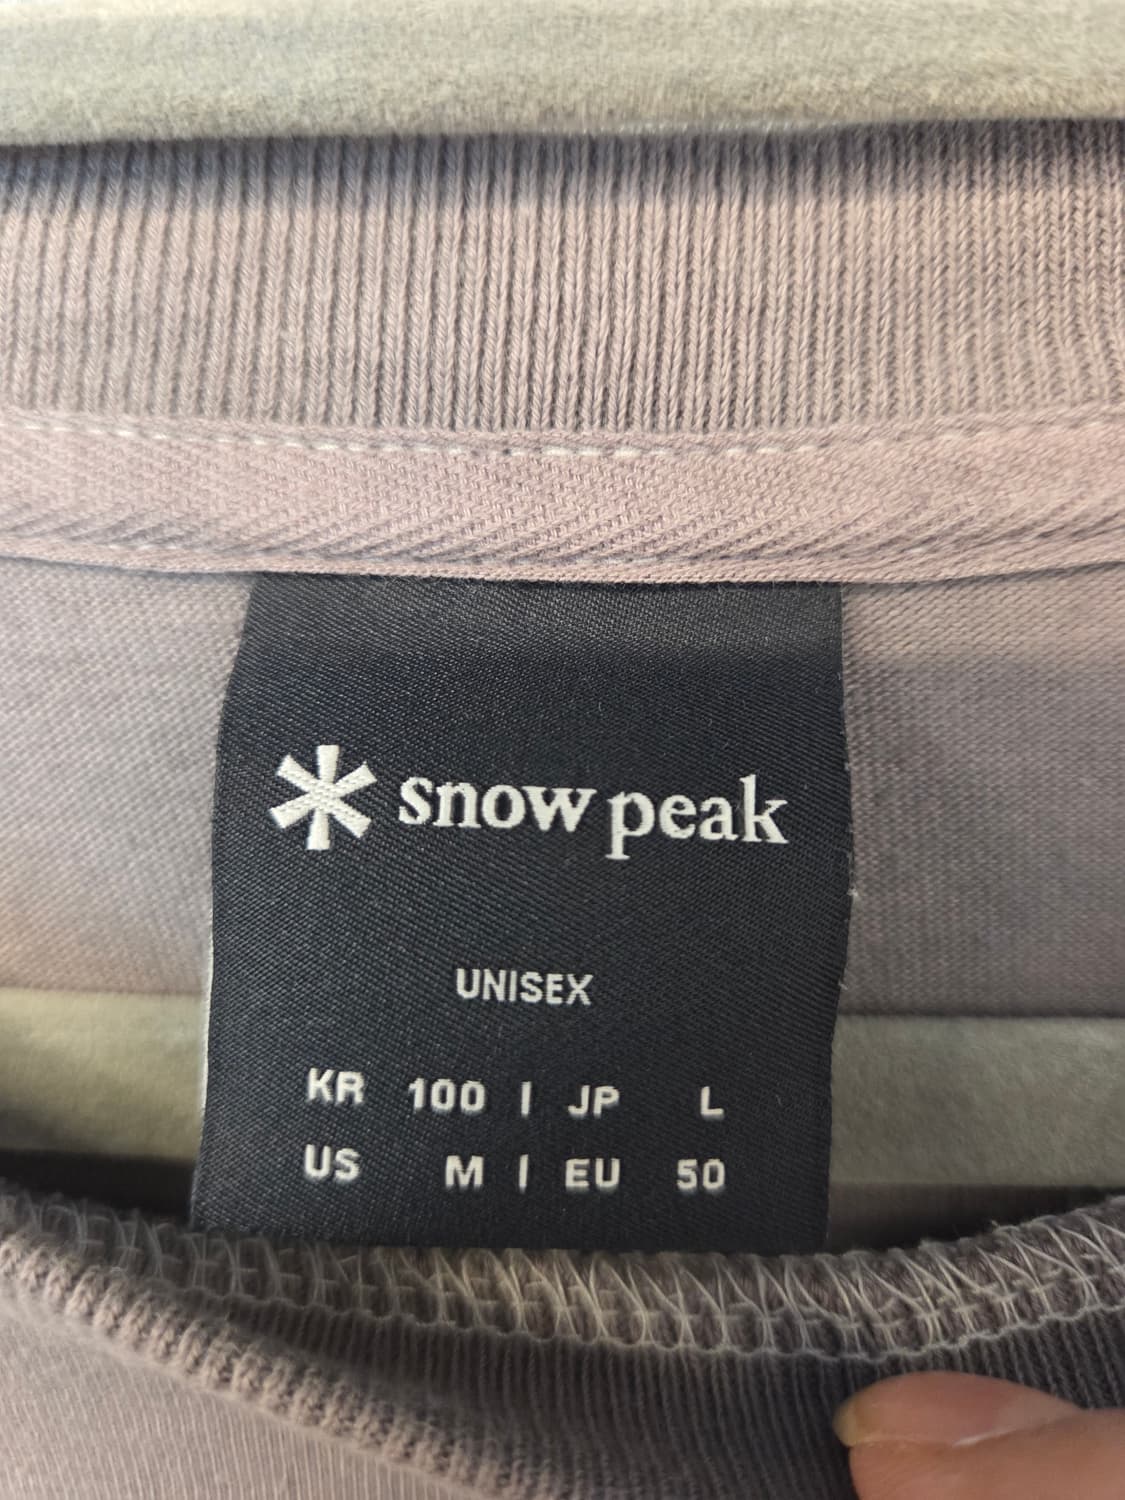 snow peak
UNISEX
KR 100 | JP L
US M | EU 50